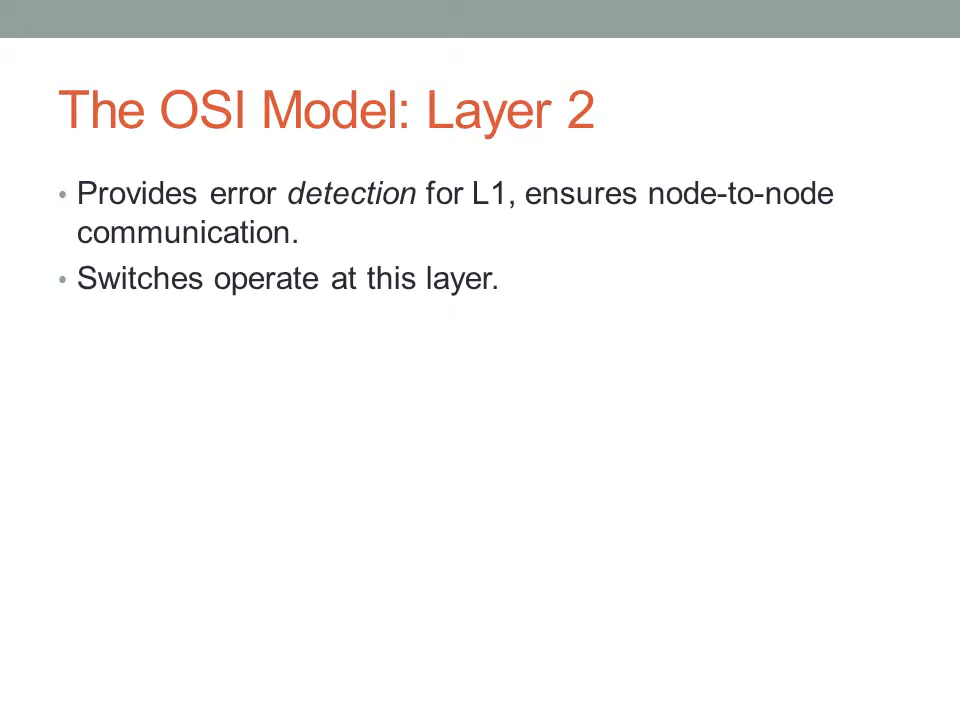 The OSI Model: Layer 2
• Provides error detection for L1, ensures node-to-node
communication.
• Switches operate at this layer.